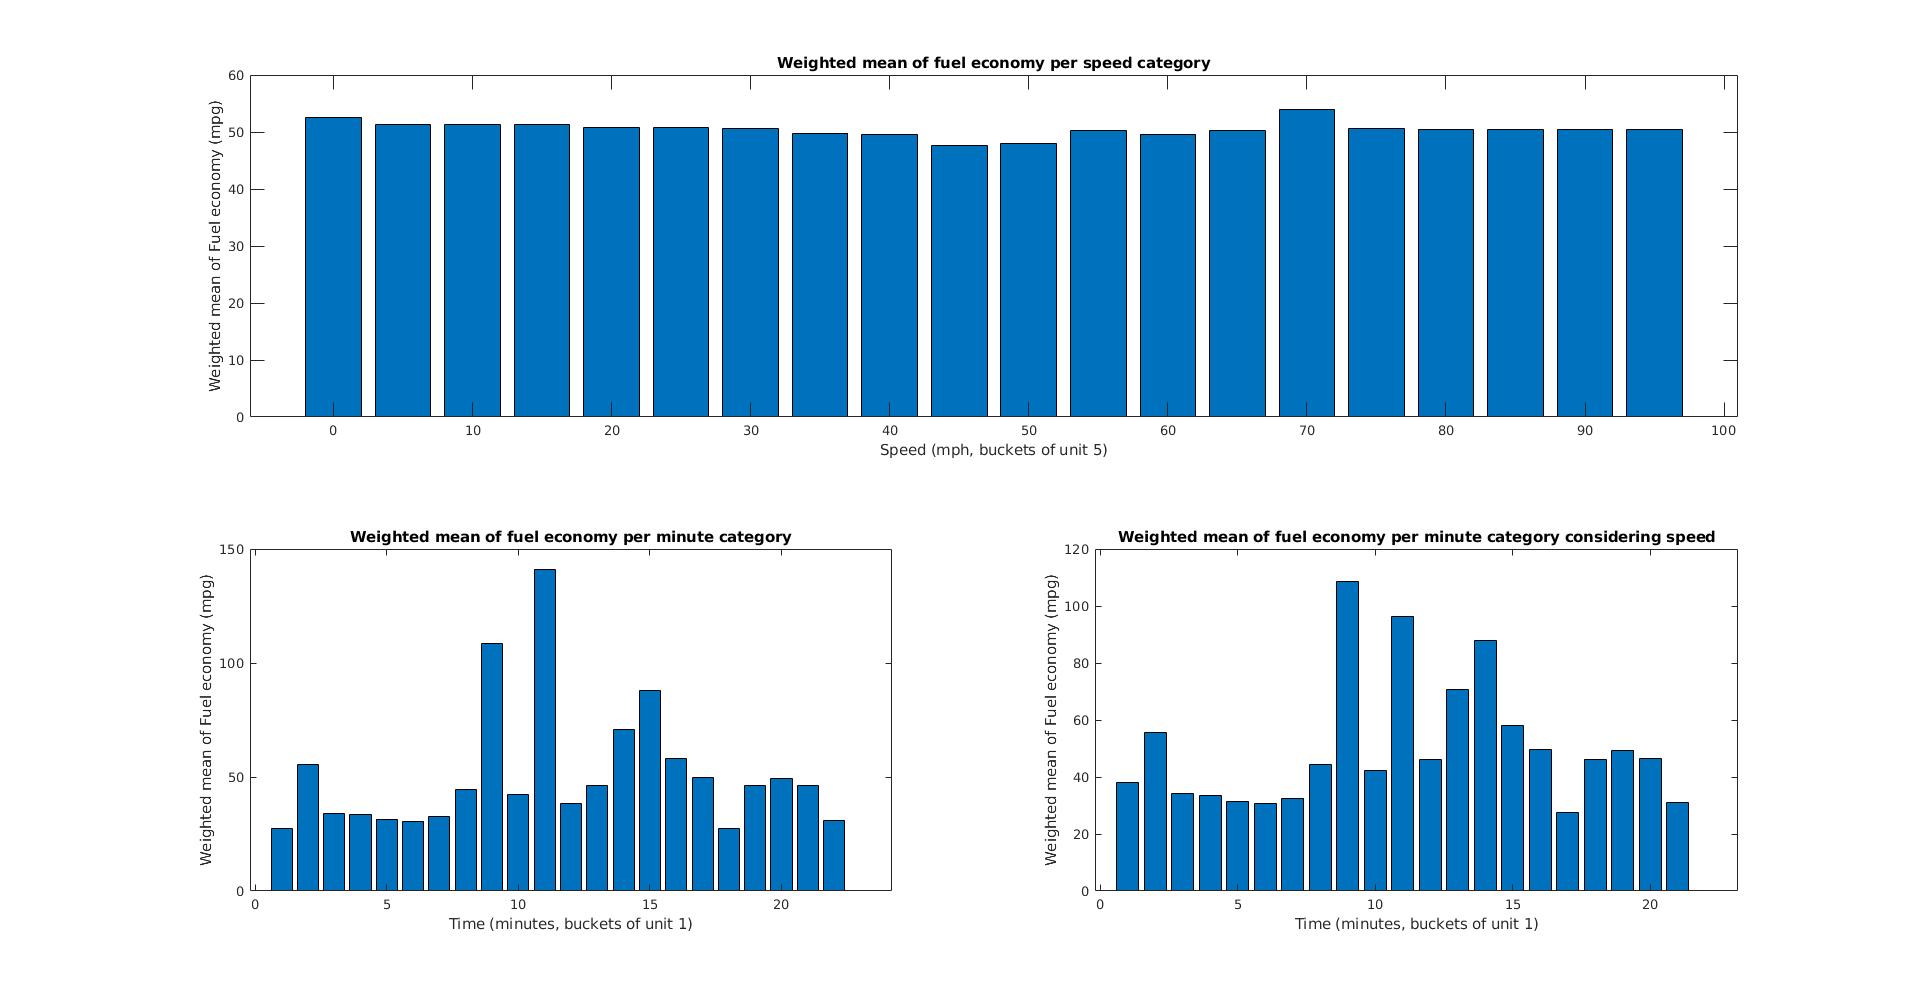 Weighted mean of fuel economy per speed category
Weighted mean of Fuel economy (mpg)
60
50
40
30
20
10
0
0 10 20 30 40 50 60 70 80 90 100
Speed (mph, buckets of unit 5)
Weighted mean of fuel economy per minute category
Weighted mean of Fuel economy (mpg)
150
100
50
0
0 5 10 15 20
Time (minutes, buckets of unit 1)
Weighted mean of fuel economy per minute category considering speed
Weighted mean of Fuel economy (mpg)
120
100
80
60
40
20
0
0 5 10 15 20
Time (minutes, buckets of unit 1)